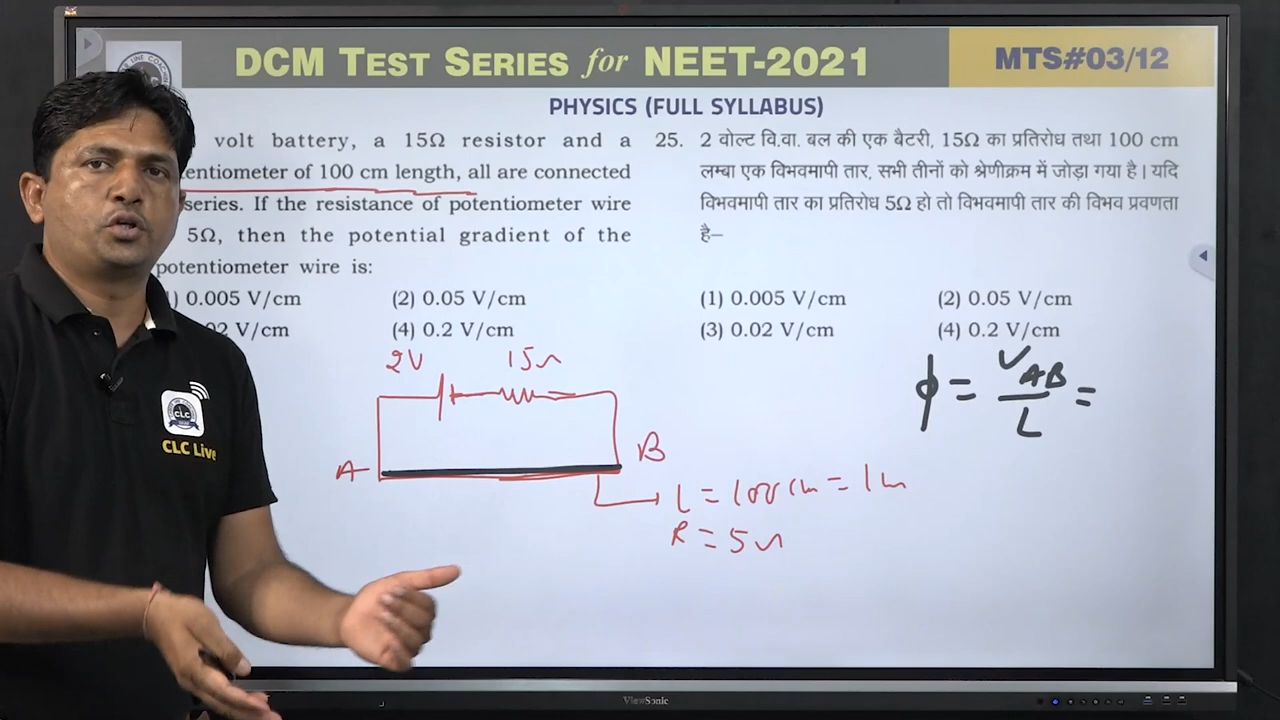 DCM TEST SERIES for NEET-2021
MTS#03/12
PHYSICS (FULL SYLLABUS)
volt battery, a 15Ω resistor and a
entiometer of 100 cm length, all are connected
series. If the resistance of potentiometer wire
5Ω, then the potential gradient of the
potentiometer wire is:
) 0.005 V/cm (2) 0.05 V/cm
02 V/cm (4) 0.2 V/cm
25. 2 वोल्ट वि.वा. बल की एक बैटरी, 15Ω का प्रतिरोध तथा 100 cm
लम्बा एक विभवमापी तार, सभी तीनों को श्रेणीक्रम में जोड़ा गया है। यदि
विभवमापी तार का प्रतिरोध 5Ω हो तो विभवमापी तार की विभव प्रवणता
है–
(1) 0.005 V/cm (2) 0.05 V/cm
(3) 0.02 V/cm (4) 0.2 V/cm
2V 15Ω
A B
L = 100 cm = 1m
R = 5Ω
ϕ = V_AB / L =
CLC
CLC Live
ViewSonic